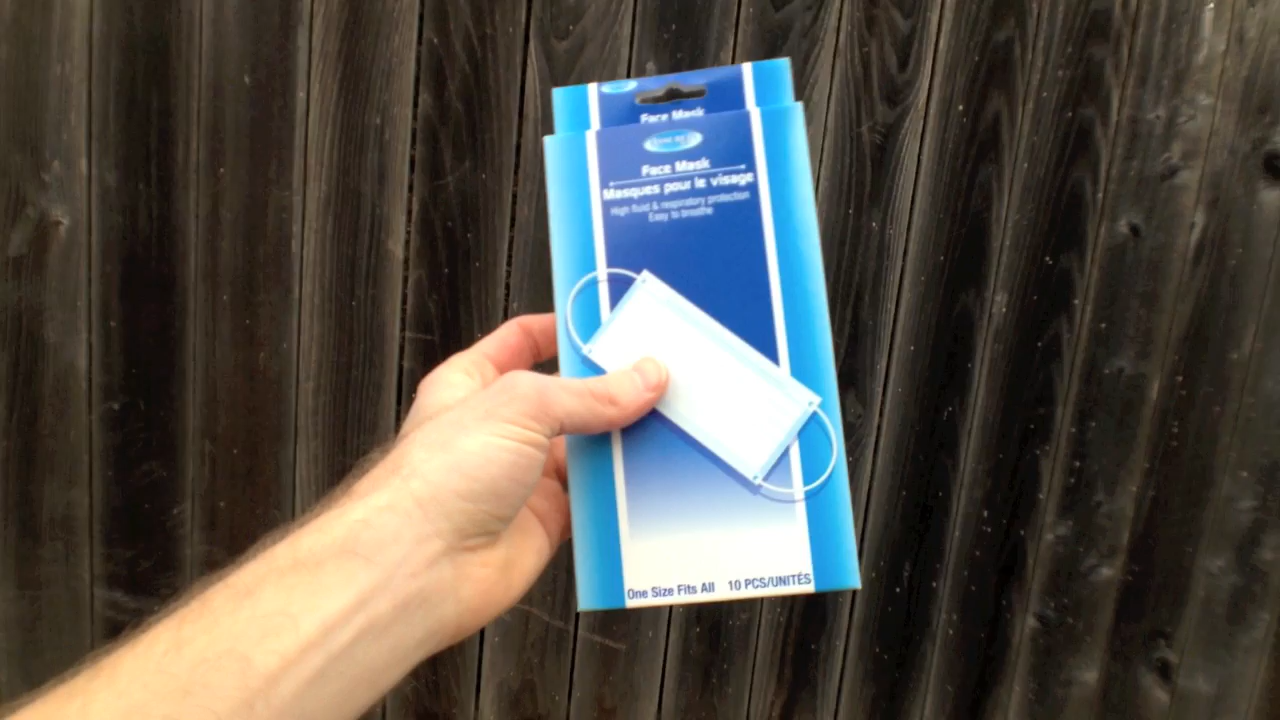 Face Mask
Face Mask
Masques pour le visage
High fluid & respiratory protection
Easy to breathe
One Size Fits All 10 PCS/UNITÉS